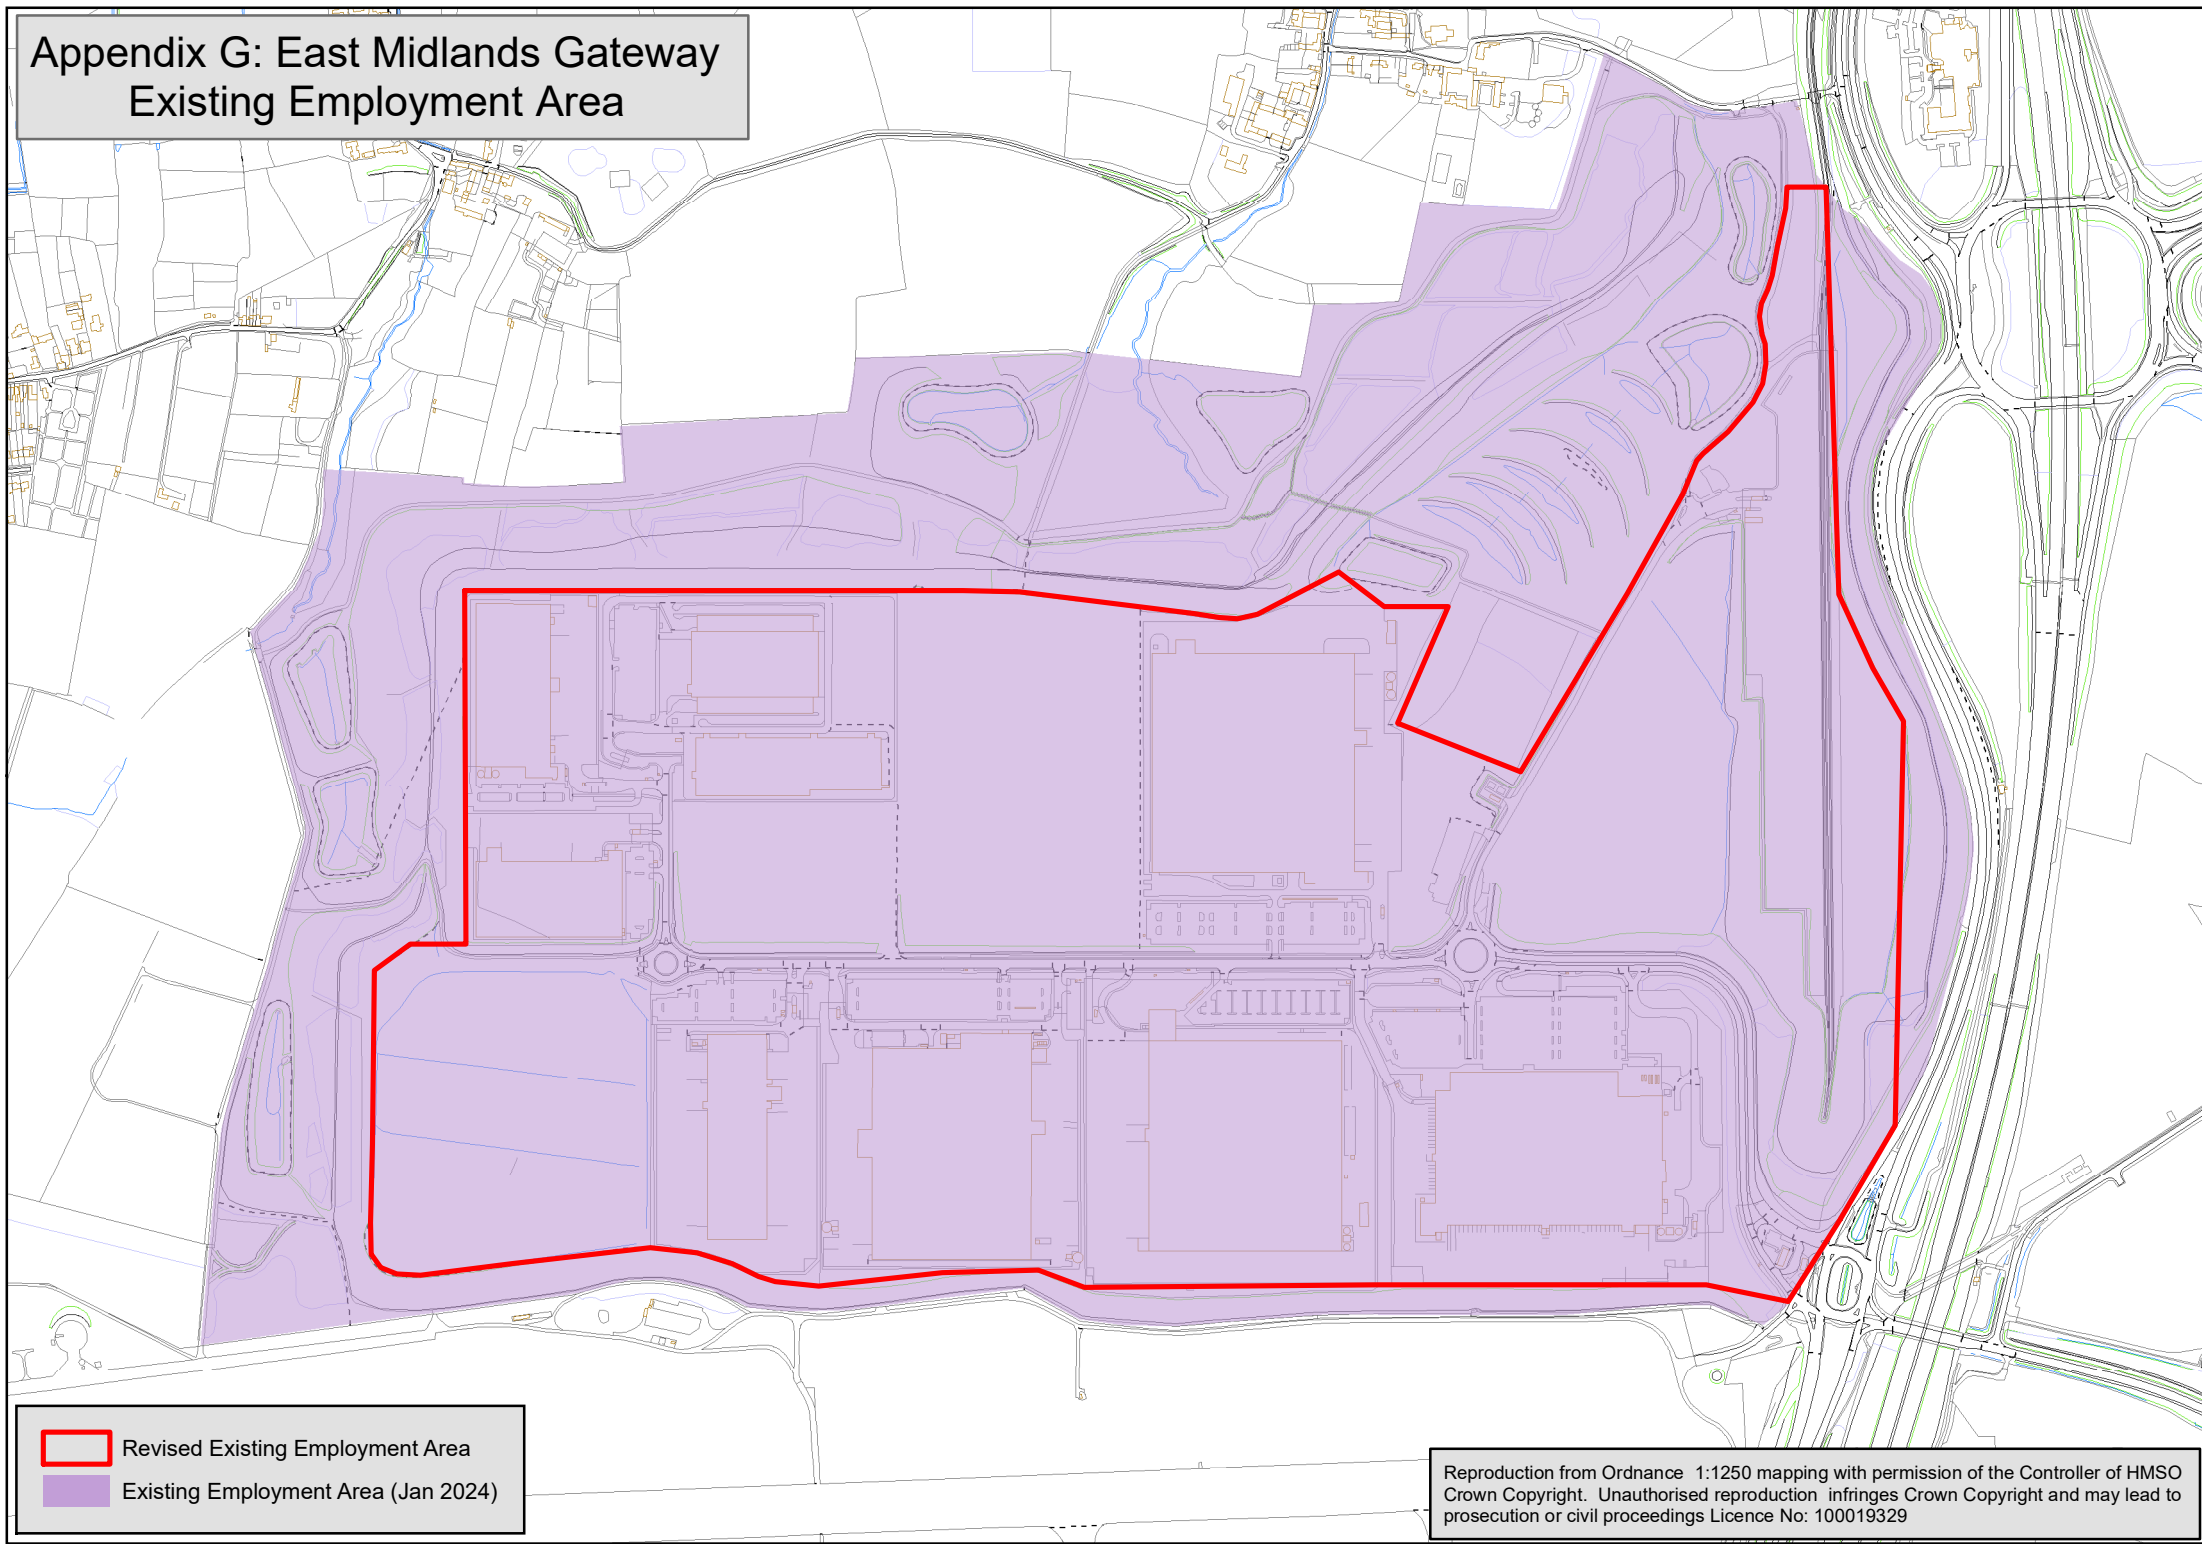 Appendix G: East Midlands Gateway
Existing Employment Area
Revised Existing Employment Area
Existing Employment Area (Jan 2024)
Reproduction from Ordnance 1:1250 mapping with permission of the Controller of HMSO
Crown Copyright. Unauthorised reproduction infringes Crown Copyright and may lead to
prosecution or civil proceedings Licence No: 100019329